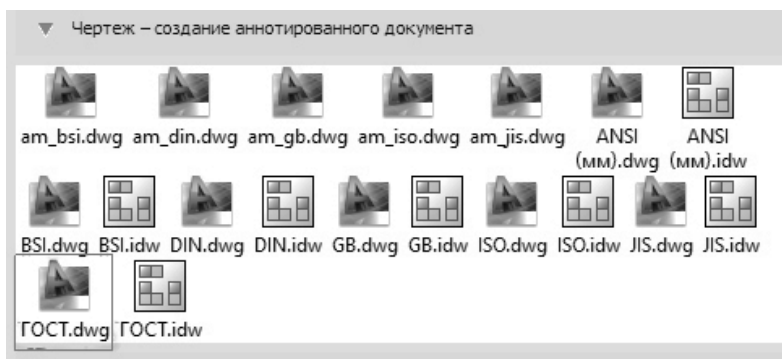 Чертеж – создание аннотированного документа
am_bsi.dwg am_din.dwg am_gb.dwg am_iso.dwg am_jis.dwg ANSI (мм).dwg ANSI (мм).idw
BSI.dwg BSI.idw DIN.dwg DIN.idw GB.dwg GB.idw ISO.dwg ISO.idw JIS.dwg JIS.idw
ГОСТ.dwg ГОСТ.idw